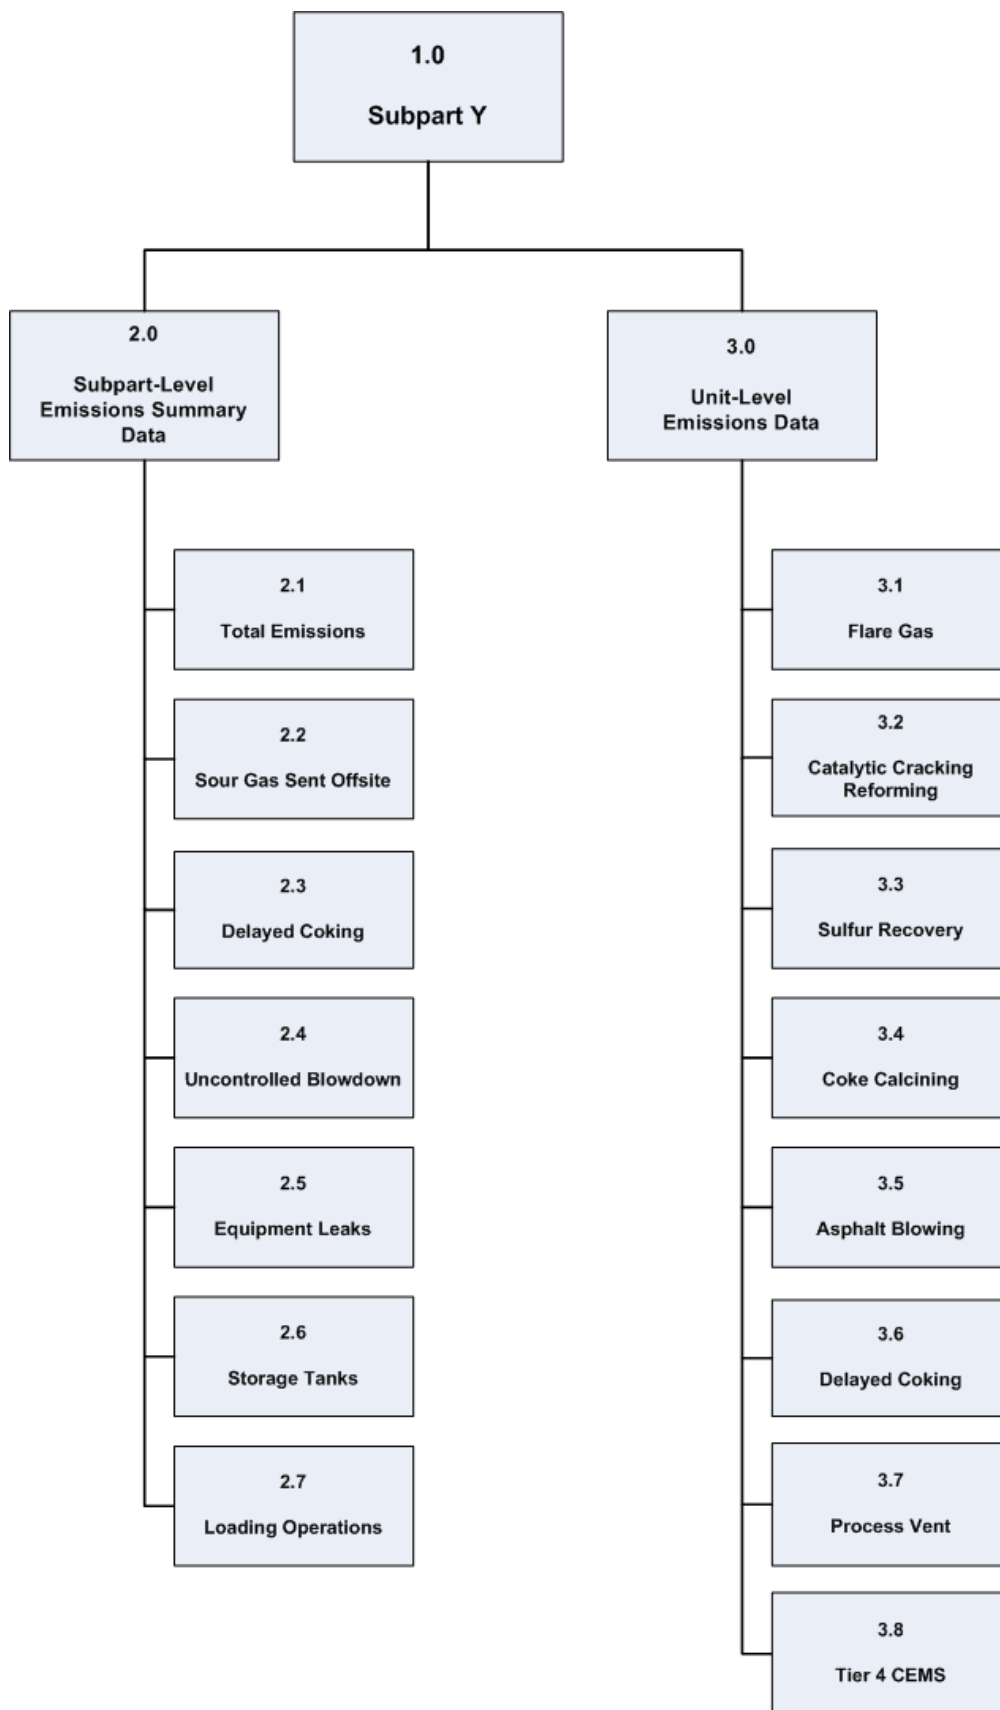 1.0
Subpart Y
2.0
Subpart-Level
Emissions Summary
Data
3.0
Unit-Level
Emissions Data
2.1
Total Emissions
2.2
Sour Gas Sent Offsite
2.3
Delayed Coking
2.4
Uncontrolled Blowdown
2.5
Equipment Leaks
2.6
Storage Tanks
2.7
Loading Operations
3.1
Flare Gas
3.2
Catalytic Cracking
Reforming
3.3
Sulfur Recovery
3.4
Coke Calcining
3.5
Asphalt Blowing
3.6
Delayed Coking
3.7
Process Vent
3.8
Tier 4 CEMS